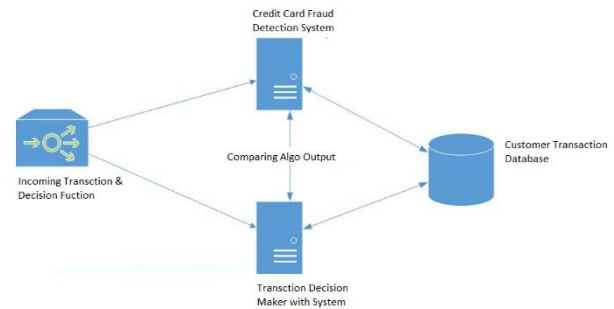 Credit Card Fraud
Detection System
Incoming Transction &
Decision Fuction
Comparing Algo Output
Customer Transaction
Database
Transction Decision
Maker with System